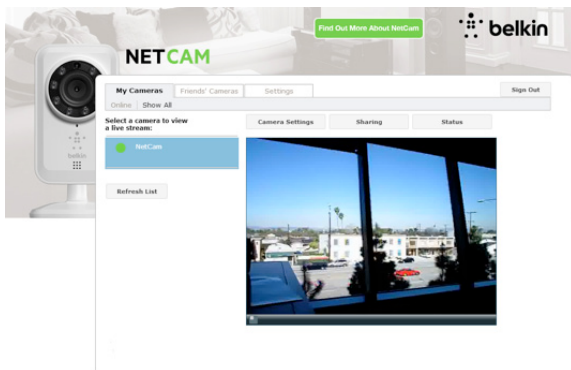 Find Out More About NetCam
belkin
NETCAM
My Cameras
Friends' Cameras
Settings
Sign Out
Online
Show All
Select a camera to view
a live stream:
Camera Settings
Sharing
Status
NetCam
belkin
Refresh List